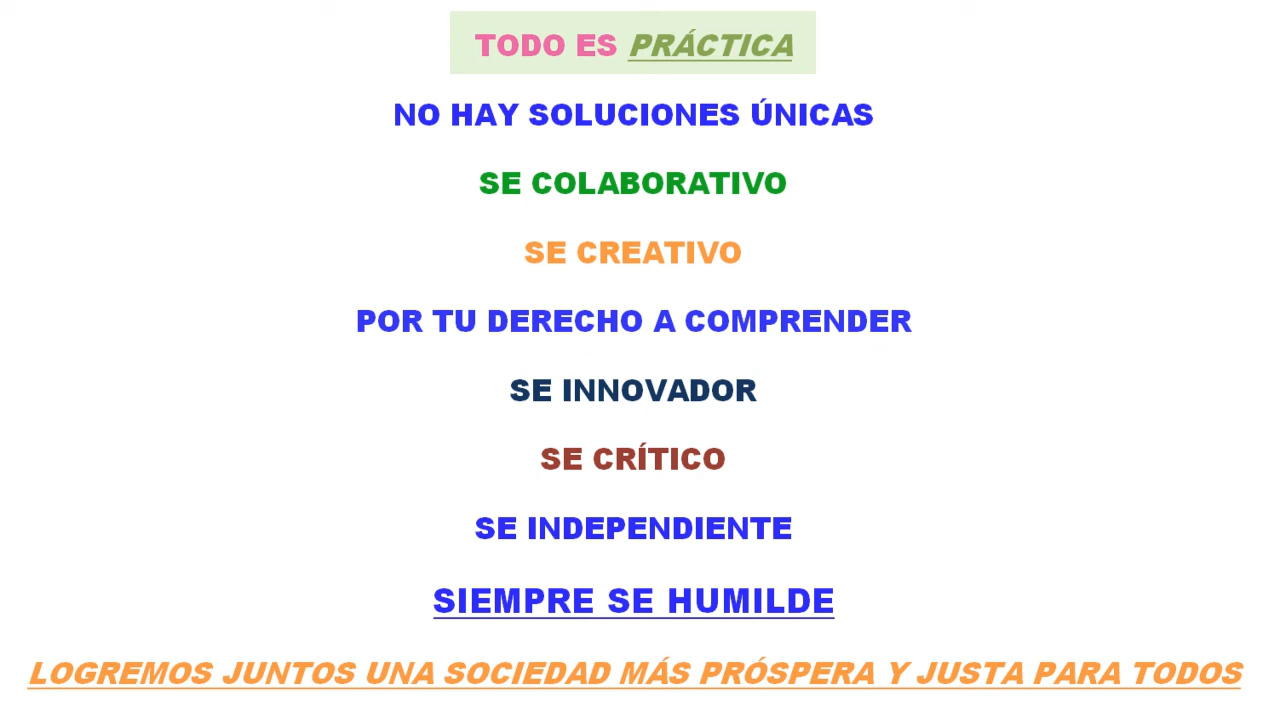 TODO ES PRÁCTICA
NO HAY SOLUCIONES ÚNICAS
SE COLABORATIVO
SE CREATIVO
POR TU DERECHO A COMPRENDER
SE INNOVADOR
SE CRÍTICO
SE INDEPENDIENTE
SIEMPRE SE HUMILDE
LOGREMOS JUNTOS UNA SOCIEDAD MÁS PRÓSPERA Y JUSTA PARA TODOS